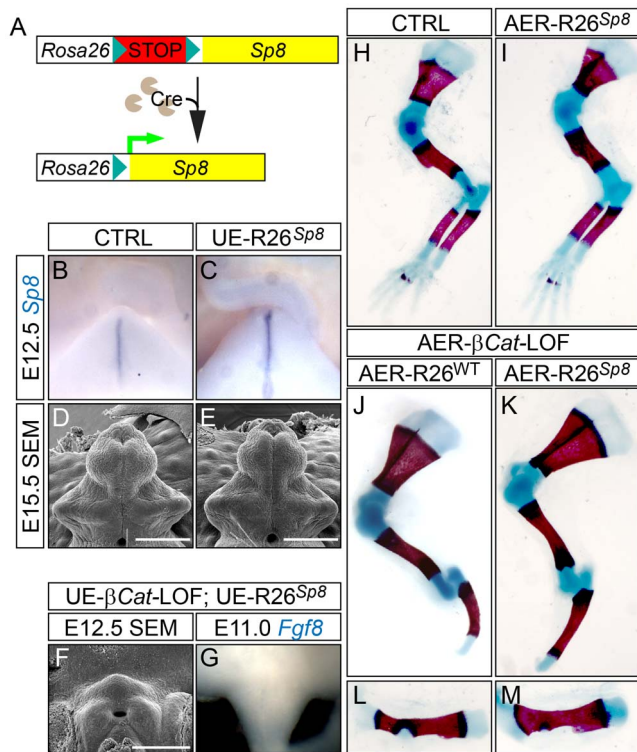 A
Rosa26 STOP Sp8
Cre
Rosa26 Sp8
CTRL UE-R26Sp8
E12.5 Sp8
B C
E15.5 SEM
D E
UE-βCat-LOF; UE-R26Sp8
E12.5 SEM E11.0 Fgf8
F G
CTRL AER-R26Sp8
H I
AER-βCat-LOF
AER-R26WT AER-R26Sp8
J K
L M